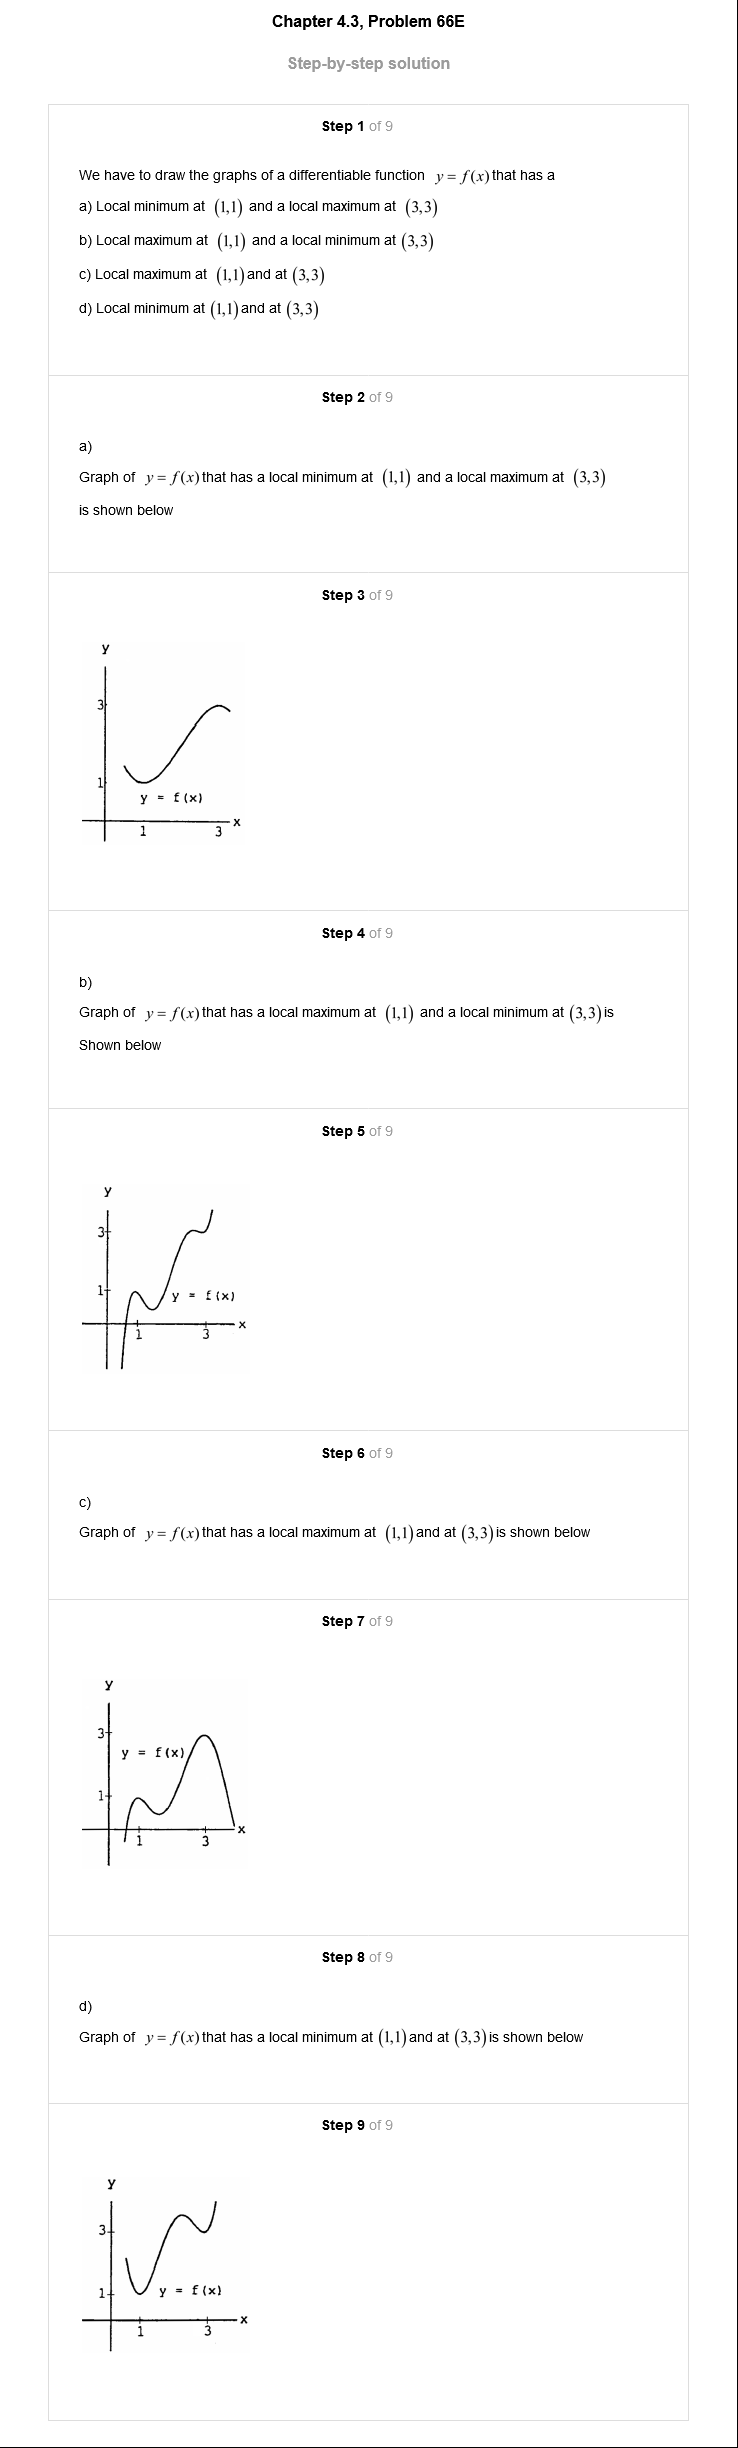 Chapter 4.3, Problem 66E
Step-by-step solution
Step 1 of 9
We have to draw the graphs of a differentiable function y = f(x) that has a
a) Local minimum at (1,1) and a local maximum at (3,3)
b) Local maximum at (1,1) and a local minimum at (3,3)
c) Local maximum at (1,1) and at (3,3)
d) Local minimum at (1,1) and at (3,3)
Step 2 of 9
a)
Graph of y = f(x) that has a local minimum at (1,1) and a local maximum at (3,3)
is shown below
Step 3 of 9
y
3
1
y = f(x)
x
1 3
Step 4 of 9
b)
Graph of y = f(x) that has a local maximum at (1,1) and a local minimum at (3,3) is
Shown below
Step 5 of 9
y
3
1
y = f(x)
x
1 3
Step 6 of 9
c)
Graph of y = f(x) that has a local maximum at (1,1) and at (3,3) is shown below
Step 7 of 9
y
3
y = f(x)
1
x
1 3
Step 8 of 9
d)
Graph of y = f(x) that has a local minimum at (1,1) and at (3,3) is shown below
Step 9 of 9
y
3
1
y = f(x)
x
1 3